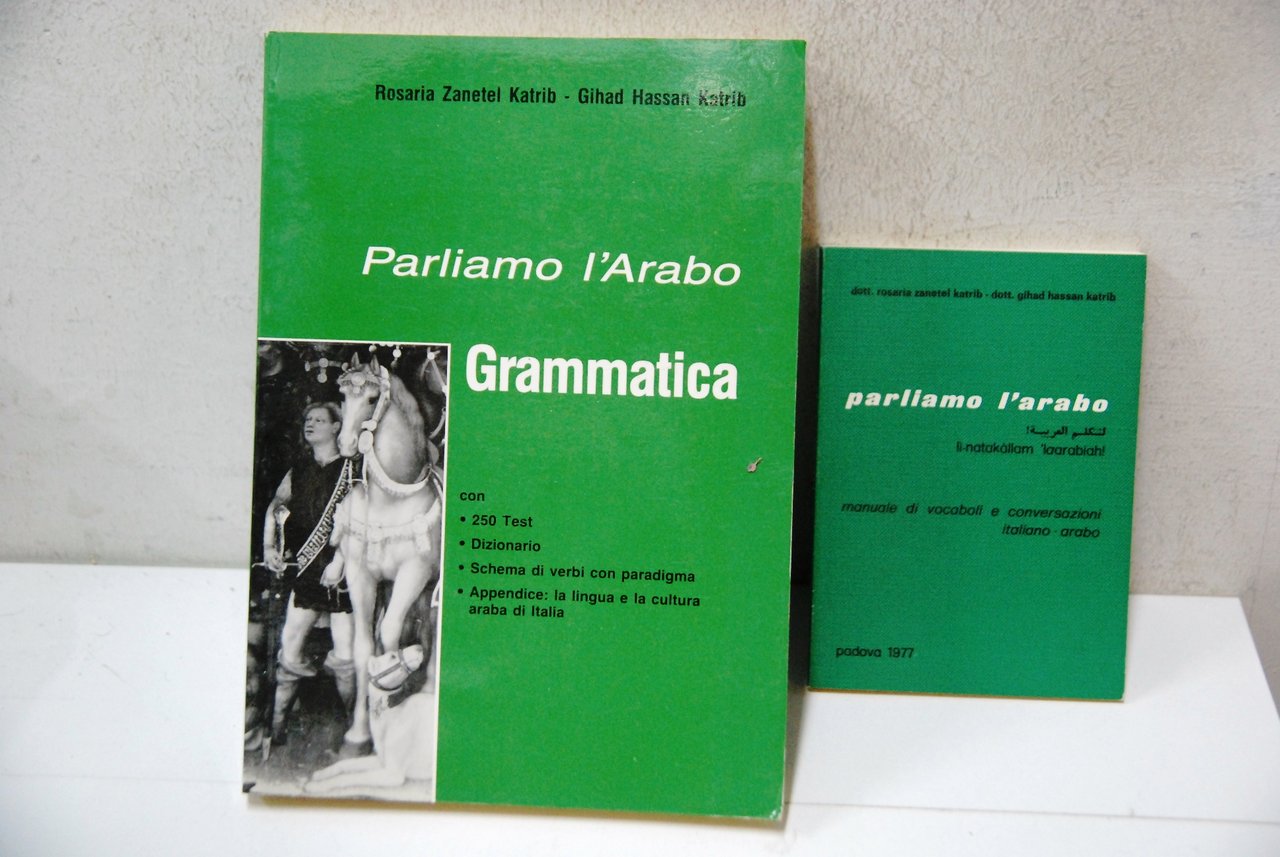 Rosaria Zanetel Katrib - Gihad Hassan Katrib
Parliamo l'Arabo
Grammatica
con
• 250 Test
• Dizionario
• Schema di verbi con paradigma
• Appendice: la lingua e la cultura
araba di Italia
dott. rosaria zanetel katrib - dott. gihad hassan katrib
parliamo l'arabo
لنتكلم العربية!
li-natakállam 'laarabiah!
manuale di vocaboli e conversazioni
italiano - arabo
padova 1977